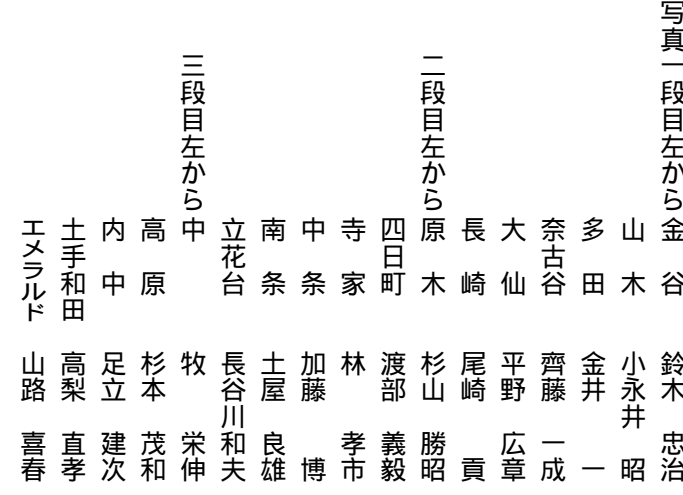 写真一段目左から　金　谷　鈴木　忠治
山　木　小永井　昭
多　田　金井　一
奈古谷　齊藤　一成
大　仙　平野　広章
長　崎　尾崎　貢
二段目左から　原　木　杉山　勝昭
四日町　渡部　義毅
寺　家　林　孝市
中　条　加藤　博
南　条　土屋　良雄
立花台　長谷川和夫
三段目左から　中　牧　栄伸
高　原　杉本　茂和
内　中　足立　建次
土手和田　高梨　直孝
エメラルド　山路　喜春